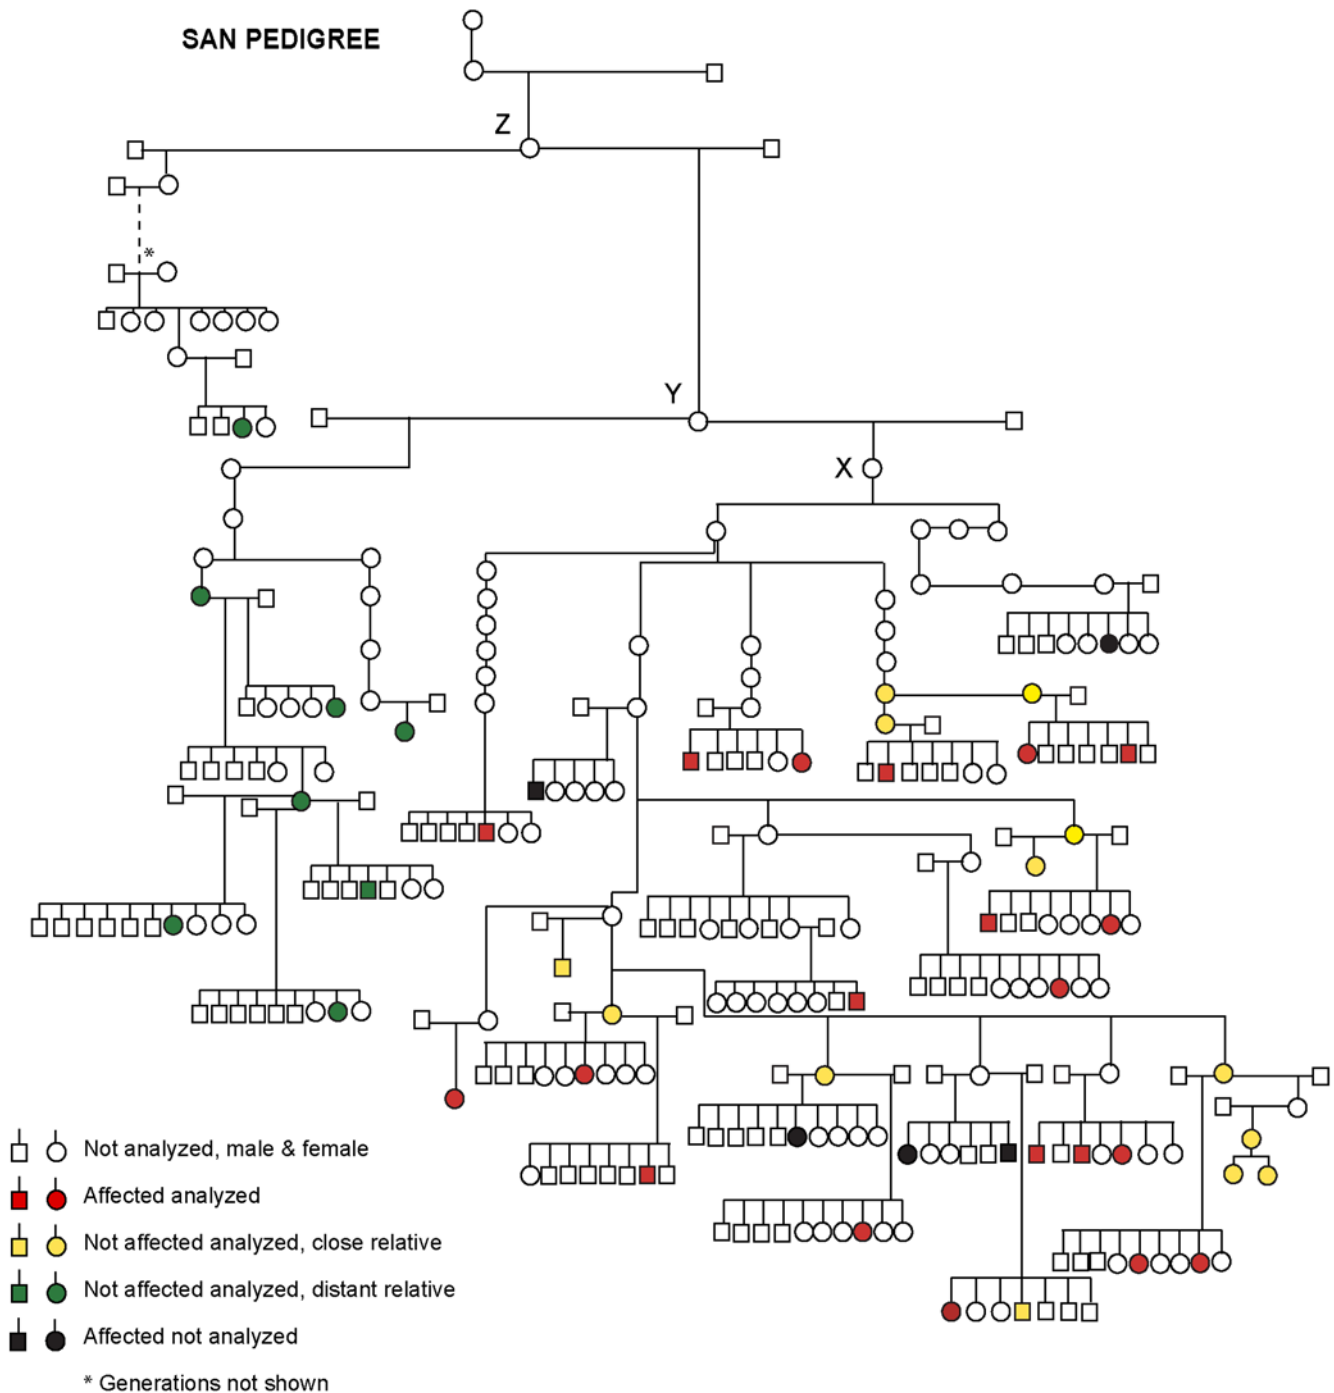 SAN PEDIGREE
Z
*
Y
X
Not analyzed, male & female
Affected analyzed
Not affected analyzed, close relative
Not affected analyzed, distant relative
Affected not analyzed
* Generations not shown